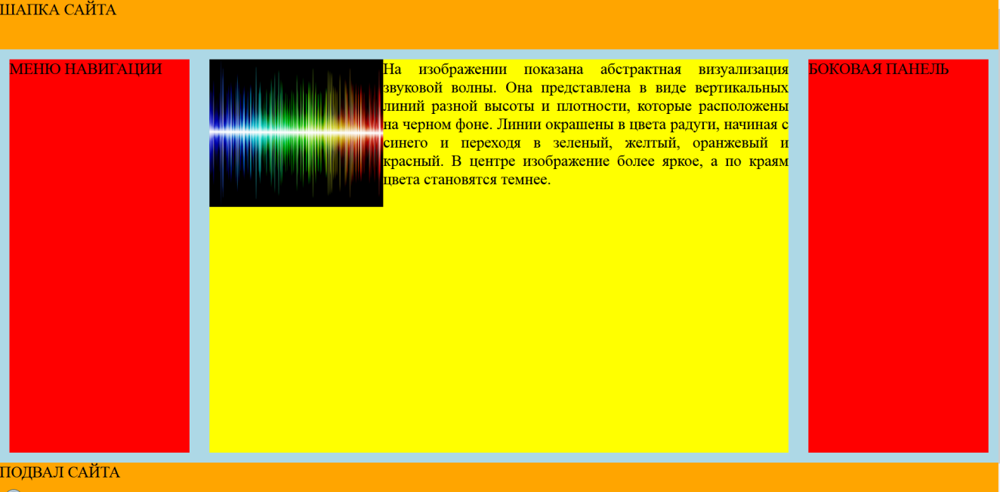 ШАПКА САЙТА
МЕНЮ НАВИГАЦИИ
На изображении показана абстрактная визуализация
звуковой волны. Она представлена в виде вертикальных
линий разной высоты и плотности, которые расположены
на черном фоне. Линии окрашены в цвета радуги, начиная с
синего и переходя в зеленый, желтый, оранжевый и
красный. В центре изображение более яркое, а по краям
цвета становятся темнее.
БОКОВАЯ ПАНЕЛЬ
ПОДВАЛ САЙТА